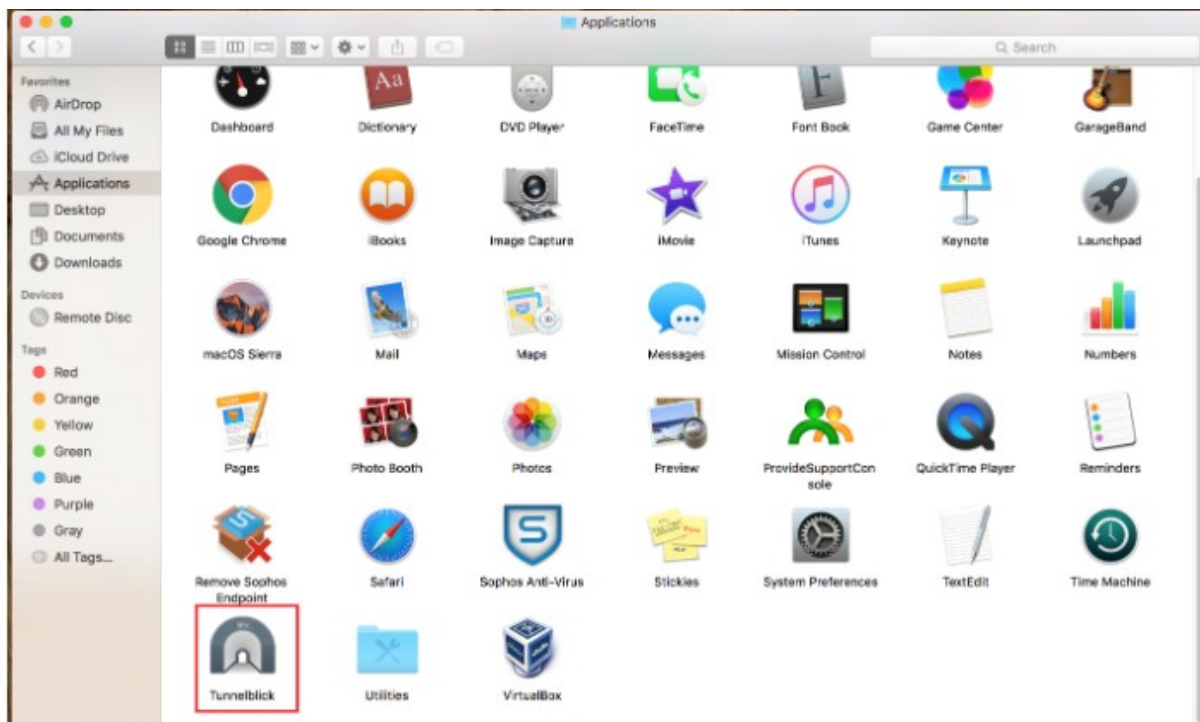 Applications
Search
Favorites
AirDrop
All My Files
iCloud Drive
Applications
Desktop
Documents
Downloads
Devices
Remote Disc
Tags
Red
Orange
Yellow
Green
Blue
Purple
Gray
All Tags...
Aa
F
Dashboard
Dictionary
DVD Player
FaceTime
Font Book
Game Center
GarageBand
Google Chrome
iBooks
Image Capture
iMovie
iTunes
Keynote
Launchpad
macOS Sierra
Mail
Maps
Messages
Mission Control
Notes
Numbers
Pages
Photo Booth
Photos
Preview
ProvideSupportCon
sole
QuickTime Player
Reminders
S
S
Remove Sophos
Endpoint
Safari
Sophos Anti-Virus
Stickies
System Preferences
TextEdit
Time Machine
Tunnelblick
Utilities
VirtualBox